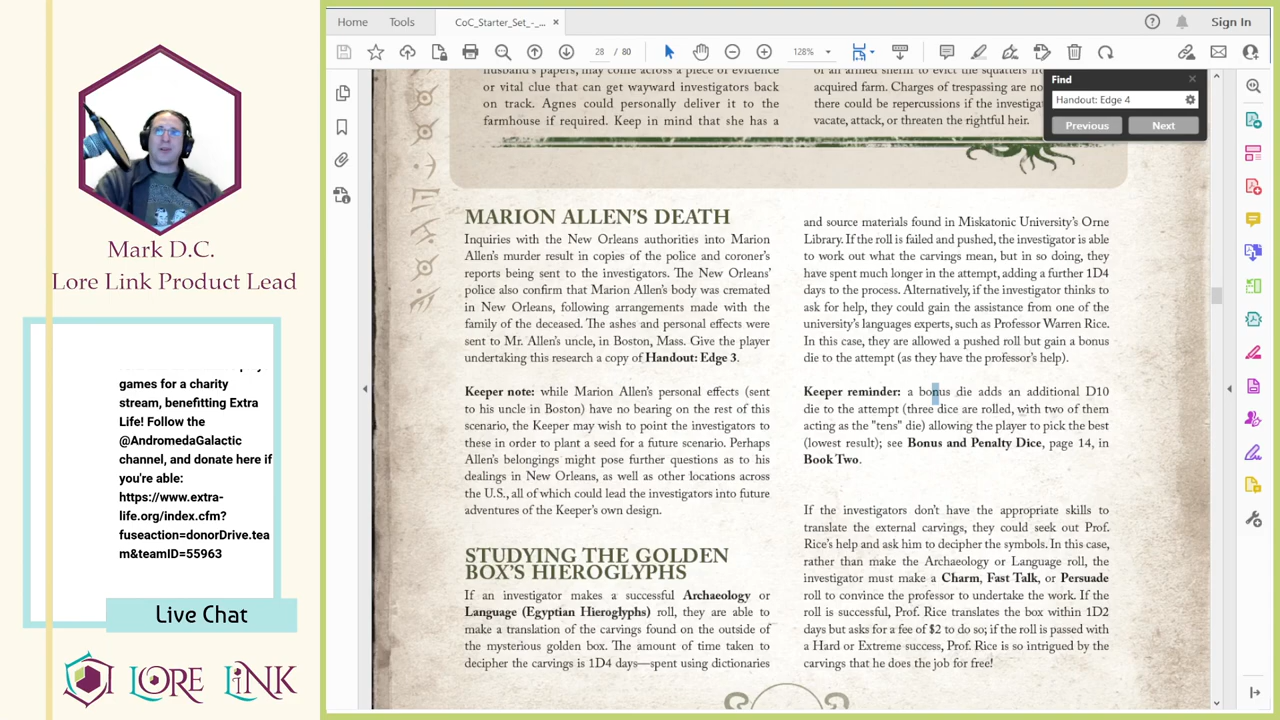 Home
Tools
CoC_Starter_Set_-_...
×
Sign In
28 / 80
128%
Find
Handout: Edge 4
Previous
Next
Mark D.C.
Lore Link Product Lead
games for a charity
stream, benefitting Extra
Life! Follow the
@AndromedaGalactic
channel, and donate here if
you're able:
https://www.extra-
life.org/index.cfm?
fuseaction=donorDrive.tea
m&teamID=55963
Live Chat
LORE LINK
husband's papers, may come across a piece of evidence
or vital clue that can get wayward investigators back
on track. Agnes could personally deliver it to the
farmhouse if required. Keep in mind that she has a
of an armed sheriff to evict the squatters fr
acquired farm. Charges of trespassing are no
there could be repercussions if the investiga
vacate, attack, or threaten the rightful heir.
MARION ALLEN'S DEATH
Inquiries with the New Orleans authorities into Marion
Allen's murder result in copies of the police and coroner's
reports being sent to the investigators. The New Orleans'
police also confirm that Marion Allen's body was cremated
in New Orleans, following arrangements made with the
family of the deceased. The ashes and personal effects were
sent to Mr. Allen's uncle, in Boston, Mass. Give the player
undertaking this research a copy of Handout: Edge 3.
Keeper note: while Marion Allen's personal effects (sent
to his uncle in Boston) have no bearing on the rest of this
scenario, the Keeper may wish to point the investigators to
these in order to plant a seed for a future scenario. Perhaps
Allen's belongings might pose further questions as to his
dealings in New Orleans, as well as other locations across
the U.S., all of which could lead the investigators into future
adventures of the Keeper's own design.
STUDYING THE GOLDEN
BOX'S HIEROGLYPHS
If an investigator makes a successful Archaeology or
Language (Egyptian Hieroglyphs) roll, they are able to
make a translation of the carvings found on the outside of
the mysterious golden box. The amount of time taken to
decipher the carvings is 1D4 days—spent using dictionaries
and source materials found in Miskatonic University's Orne
Library. If the roll is failed and pushed, the investigator is able
to work out what the carvings mean, but in so doing, they
have spent much longer in the attempt, adding a further 1D4
days to the process. Alternatively, if the investigator thinks to
ask for help, they could gain the assistance from one of the
university's languages experts, such as Professor Warren Rice.
In this case, they are allowed a pushed roll but gain a bonus
die to the attempt (as they have the professor's help).
Keeper reminder: a bonus die adds an additional D10
die to the attempt (three dice are rolled, with two of them
acting as the "tens" die) allowing the player to pick the best
(lowest result); see Bonus and Penalty Dice, page 14, in
Book Two.
If the investigators don't have the appropriate skills to
translate the external carvings, they could seek out Prof.
Rice's help and ask him to decipher the symbols. In this case,
rather than make the Archaeology or Language roll, the
investigator must make a Charm, Fast Talk, or Persuade
roll to convince the professor to undertake the work. If the
roll is successful, Prof. Rice translates the box within 1D2
days but asks for a fee of $2 to do so; if the roll is passed with
a Hard or Extreme success, Prof. Rice is so intrigued by the
carvings that he does the job for free!